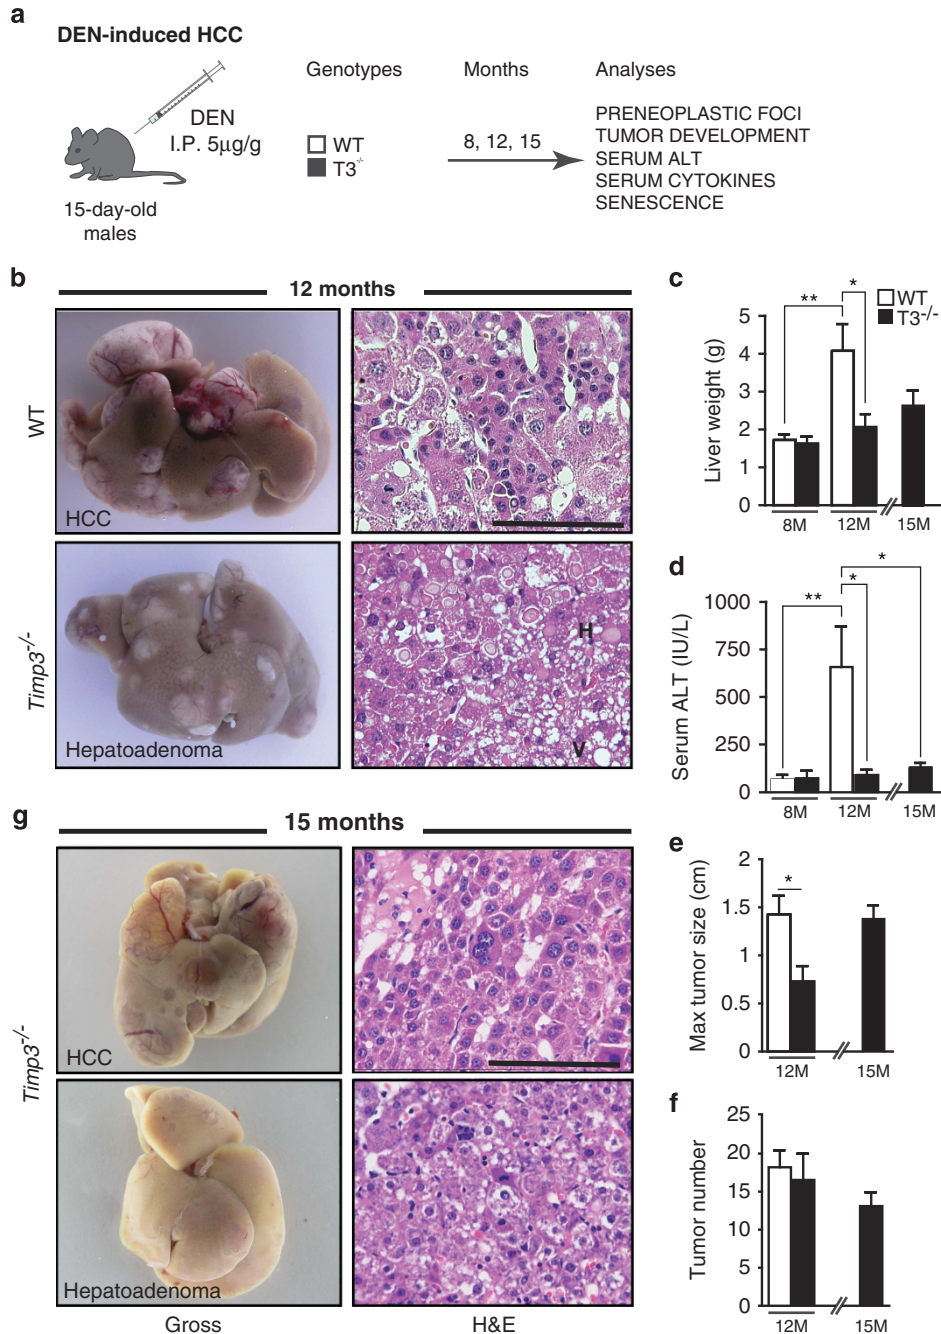 a
DEN-induced HCC
DEN
I.P. 5µg/g
15-day-old
males
Genotypes
WT
T3-/-
Months
8, 12, 15
Analyses
PRENEOPLASTIC FOCI
TUMOR DEVELOPMENT
SERUM ALT
SERUM CYTOKINES
SENESCENCE
b
12 months
WT
HCC
Timp3-/-
Hepatoadenoma
H
V
c
WT
T3-/-
**
*
Liver weight (g)
5
4
3
2
1
0
8M
12M
15M
d
*
**
*
Serum ALT (IU/L)
1000
750
500
250
0
8M
12M
15M
g
15 months
Timp3-/-
HCC
Hepatoadenoma
Gross
H&E
e
*
Max tumor size (cm)
2
1.5
1
0.5
0
12M
15M
f
Tumor number
25
20
15
10
5
0
12M
15M